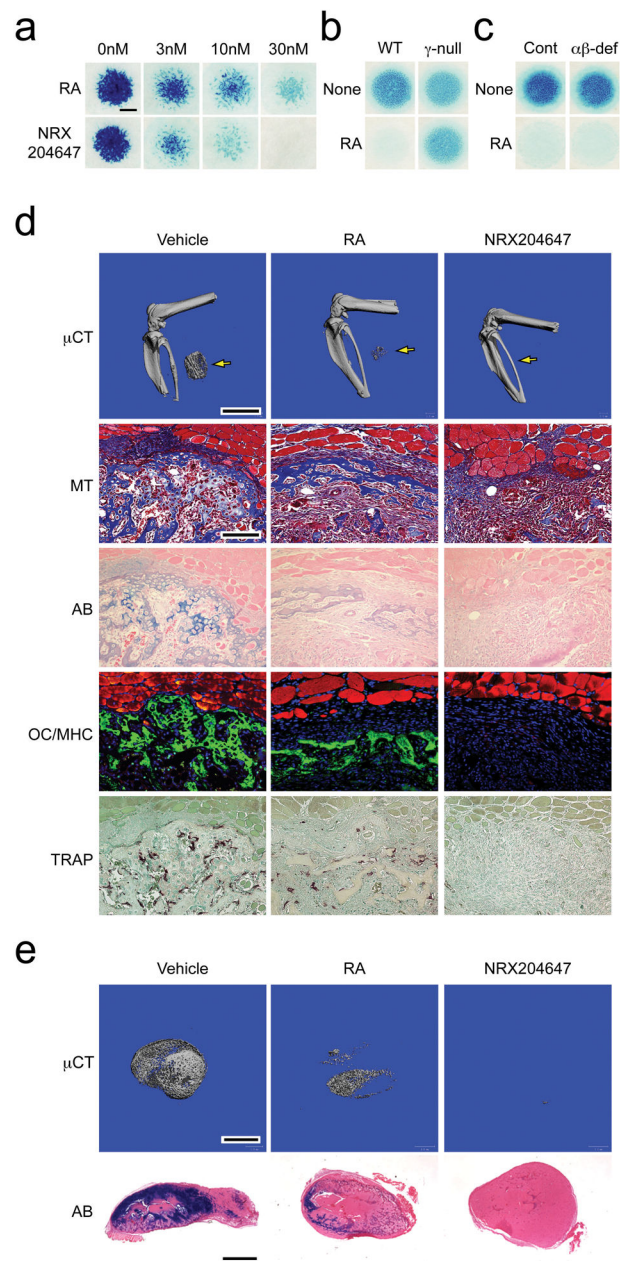 a
0nM 3nM 10nM 30nM
RA
NRX
204647
b
WT γ-null
None
RA
c
Cont αβ-def
None
RA
d
Vehicle RA NRX204647
μCT
MT
AB
OC/MHC
TRAP
e
Vehicle RA NRX204647
μCT
AB